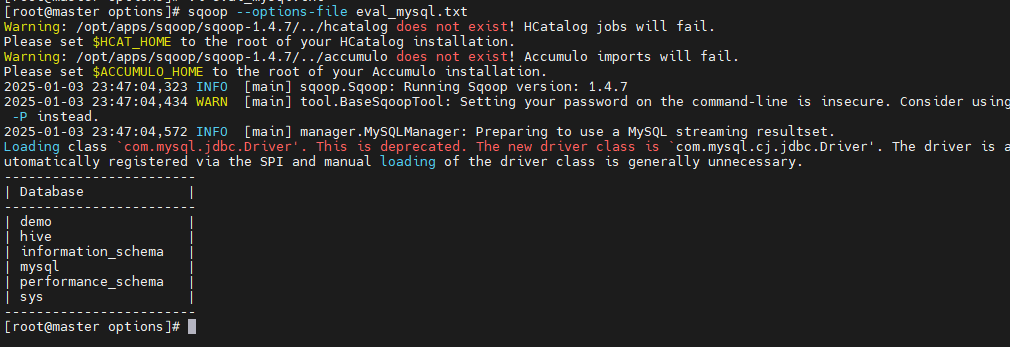 [root@master options]# sqoop --options-file eval_mysql.txt
Warning: /opt/apps/sqoop/sqoop-1.4.7/../hcatalog does not exist! HCatalog jobs will fail.
Please set $HCAT_HOME to the root of your HCatalog installation.
Warning: /opt/apps/sqoop/sqoop-1.4.7/../accumulo does not exist! Accumulo imports will fail.
Please set $ACCUMULO_HOME to the root of your Accumulo installation.
2025-01-03 23:47:04,323 INFO  [main] sqoop.Sqoop: Running Sqoop version: 1.4.7
2025-01-03 23:47:04,434 WARN  [main] tool.BaseSqoopTool: Setting your password on the command-line is insecure. Consider using
 -P instead.
2025-01-03 23:47:04,572 INFO  [main] manager.MySQLManager: Preparing to use a MySQL streaming resultset.
Loading class `com.mysql.jdbc.Driver'. This is deprecated. The new driver class is `com.mysql.cj.jdbc.Driver'. The driver is a
utomatically registered via the SPI and manual loading of the driver class is generally unnecessary.
------------------------
| Database             |
------------------------
| demo                 |
| hive                 |
| information_schema   |
| mysql                |
| performance_schema   |
| sys                  |
------------------------
[root@master options]#